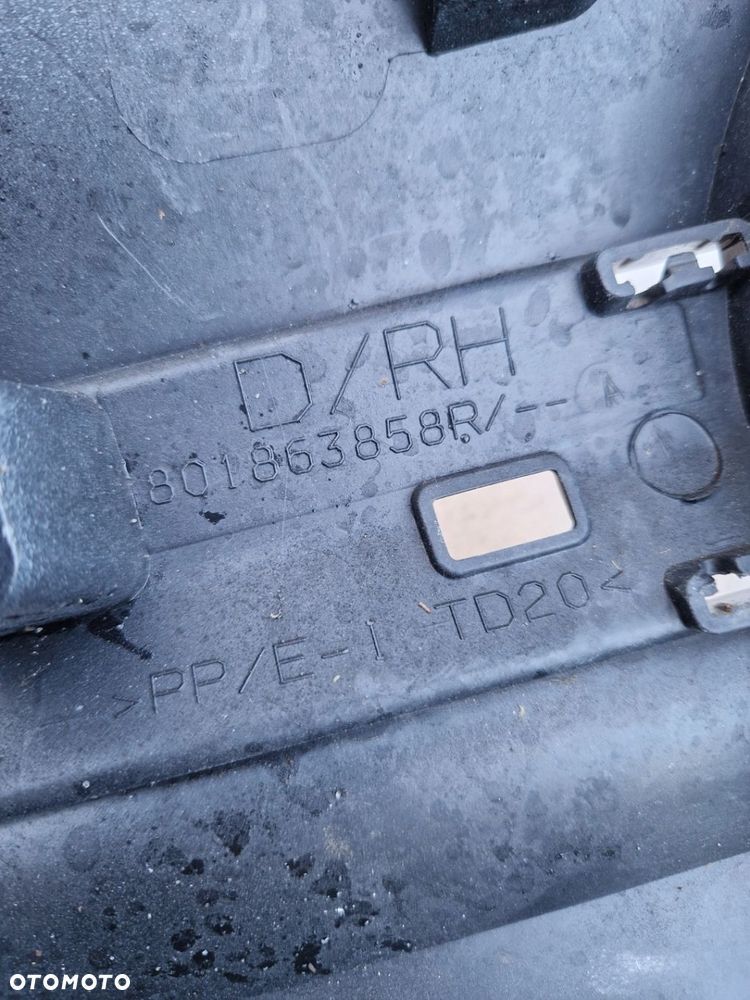 D/RH
801863858R/-- A
>PP/E-I TD20<
OTOMOTO